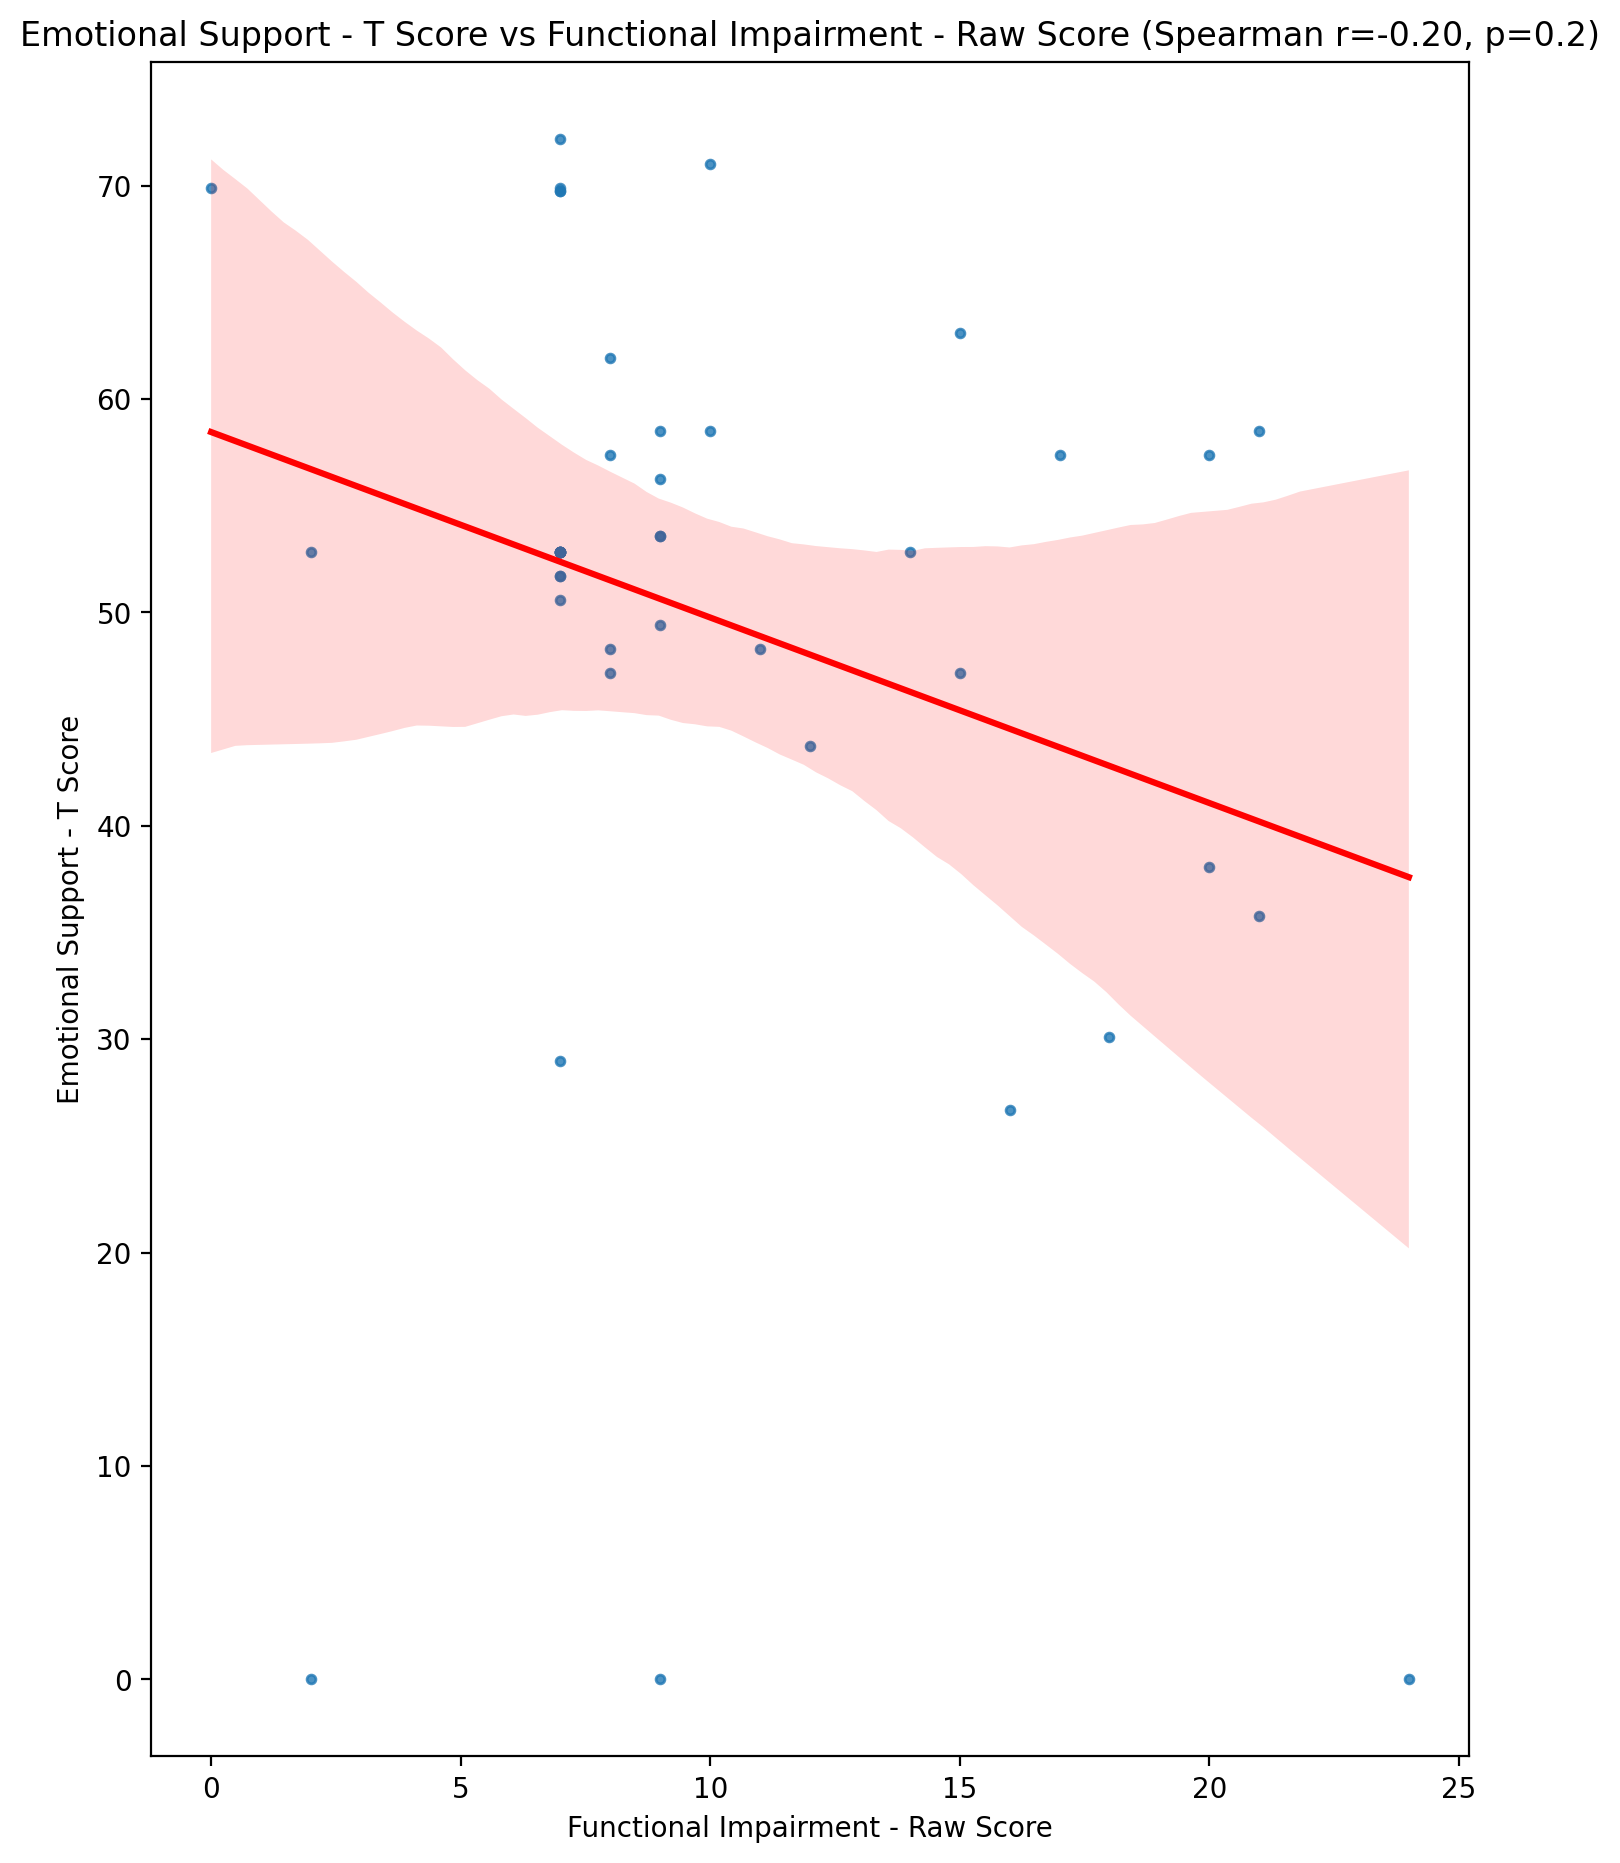 Emotional Support - T Score vs Functional Impairment - Raw Score (Spearman r=-0.20, p=0.2)
70
60
50
40
30
20
10
0
Emotional Support - T Score
0 5 10 15 20 25
Functional Impairment - Raw Score